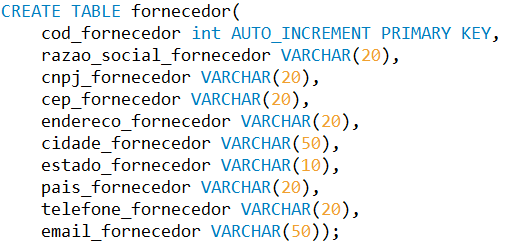 CREATE TABLE fornecedor(
    cod_fornecedor int AUTO_INCREMENT PRIMARY KEY,
    razao_social_fornecedor VARCHAR(20),
    cnpj_fornecedor VARCHAR(20),
    cep_fornecedor VARCHAR(20),
    endereco_fornecedor VARCHAR(20),
    cidade_fornecedor VARCHAR(50),
    estado_fornecedor VARCHAR(10),
    pais_fornecedor VARCHAR(20),
    telefone_fornecedor VARCHAR(20),
    email_fornecedor VARCHAR(50));